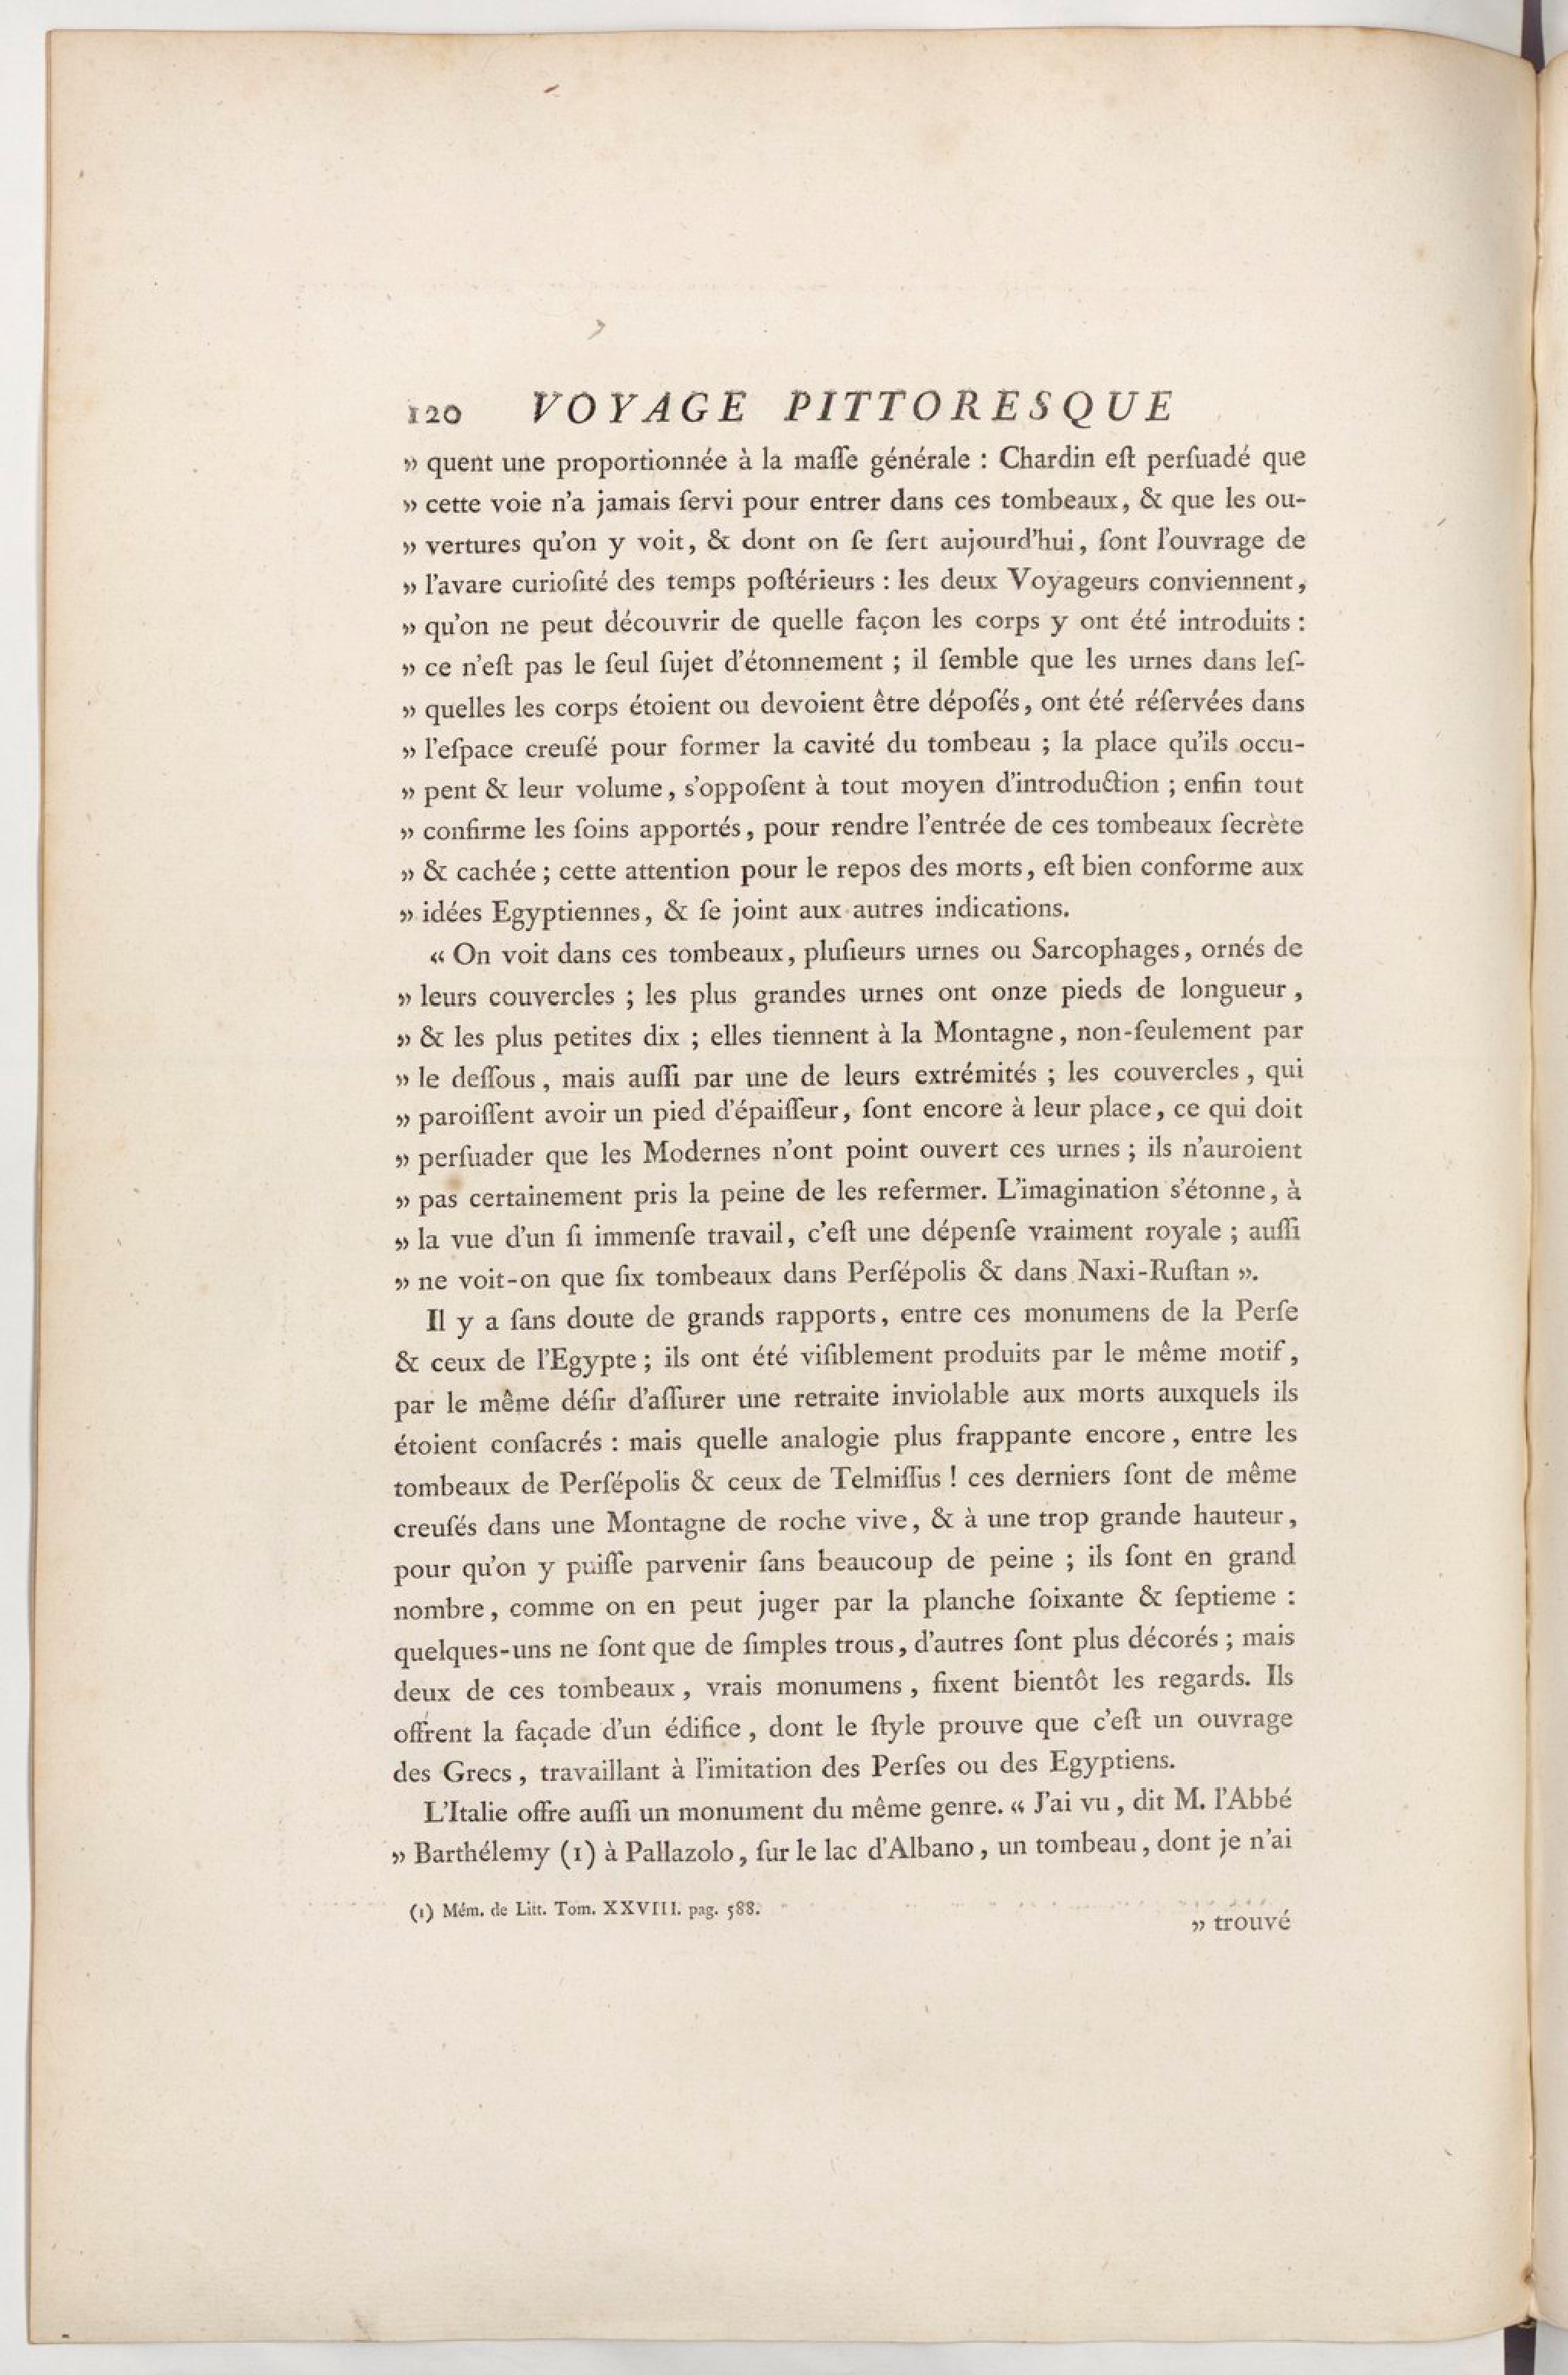 120 VOYAGE PITTORESQUE
» quent une proportionnée à la maſſe générale : Chardin eſt perſuadé que
» cette voie n'a jamais ſervi pour entrer dans ces tombeaux, & que les ou-
» vertures qu'on y voit, & dont on ſe ſert aujourd'hui, ſont l'ouvrage de
» l'avare curioſité des temps poſtérieurs : les deux Voyageurs conviennent,
» qu'on ne peut découvrir de quelle façon les corps y ont été introduits :
» ce n'eſt pas le ſeul ſujet d'étonnement ; il ſemble que les urnes dans leſ-
» quelles les corps étoient ou devoient être dépoſés, ont été réſervées dans
» l'eſpace creuſé pour former la cavité du tombeau ; la place qu'ils occu-
» pent & leur volume, s'oppoſent à tout moyen d'introduction ; enfin tout
» confirme les ſoins apportés, pour rendre l'entrée de ces tombeaux ſecrète
» & cachée ; cette attention pour le repos des morts, eſt bien conforme aux
» idées Egyptiennes, & ſe joint aux autres indications.
« On voit dans ces tombeaux, pluſieurs urnes ou Sarcophages, ornés de
» leurs couvercles ; les plus grandes urnes ont onze pieds de longueur,
» & les plus petites dix ; elles tiennent à la Montagne, non-ſeulement par
» le deſſous, mais auſſi par une de leurs extrémités ; les couvercles, qui
» paroiſſent avoir un pied d'épaiſſeur, ſont encore à leur place, ce qui doit
» perſuader que les Modernes n'ont point ouvert ces urnes ; ils n'auroient
» pas certainement pris la peine de les refermer. L'imagination s'étonne, à
» la vue d'un ſi immenſe travail, c'eſt une dépenſe vraiment royale ; auſſi
» ne voit-on que ſix tombeaux dans Perſépolis & dans Naxi-Ruſtan ».
Il y a ſans doute de grands rapports, entre ces monumens de la Perſe
& ceux de l'Egypte ; ils ont été viſiblement produits par le même motif,
par le même déſir d'aſſurer une retraite inviolable aux morts auxquels ils
étoient conſacrés : mais quelle analogie plus frappante encore, entre les
tombeaux de Perſépolis & ceux de Telmiſſus ! ces derniers ſont de même
creuſés dans une Montagne de roche vive, & à une trop grande hauteur,
pour qu'on y puiſſe parvenir ſans beaucoup de peine ; ils ſont en grand
nombre, comme on en peut juger par la planche ſoixante & ſeptieme :
quelques-uns ne ſont que de ſimples trous, d'autres ſont plus décorés ; mais
deux de ces tombeaux, vrais monumens, fixent bientôt les regards. Ils
offrent la façade d'un édifice, dont le ſtyle prouve que c'eſt un ouvrage
des Grecs, travaillant à l'imitation des Perſes ou des Egyptiens.
L'Italie offre auſſi un monument du même genre. « J'ai vu, dit M. l'Abbé
» Barthélemy (1) à Pallazolo, ſur le lac d'Albano, un tombeau, dont je n'ai
(1) Mém. de Litt. Tom. XXVIII. pag. 588.
» trouvé